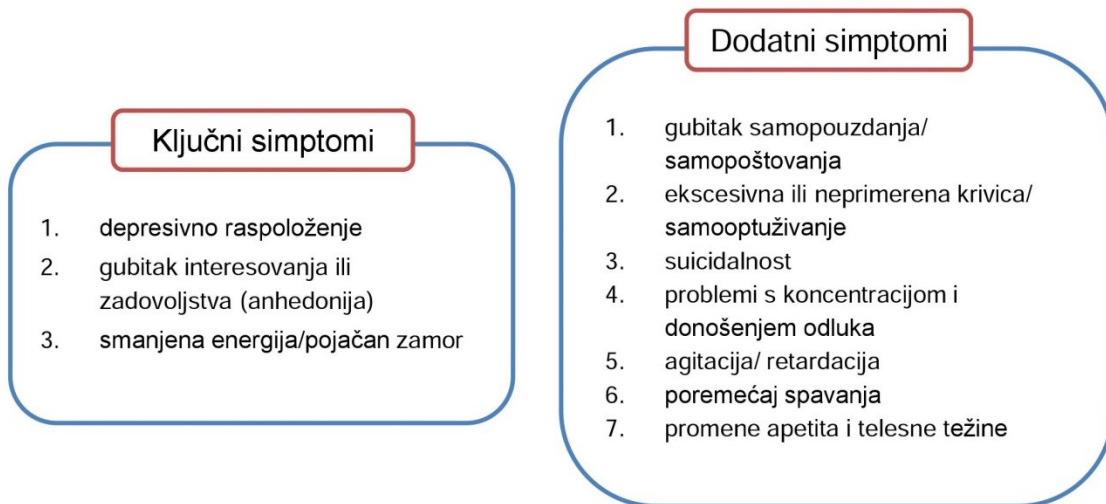 Ključni simptomi
1. depresivno raspoloženje
2. gubitak interesovanja ili
zadovoljstva (anhedonija)
3. smanjena energija/pojačan zamor
Dodatni simptomi
1. gubitak samopouzdanja/
samopoštovanja
2. ekscesivna ili neprimerena krivica/
samooptuživanje
3. suicidalnost
4. problemi s koncentracijom i
donošenjem odluka
5. agitacija/ retardacija
6. poremećaj spavanja
7. promene apetita i telesne težine